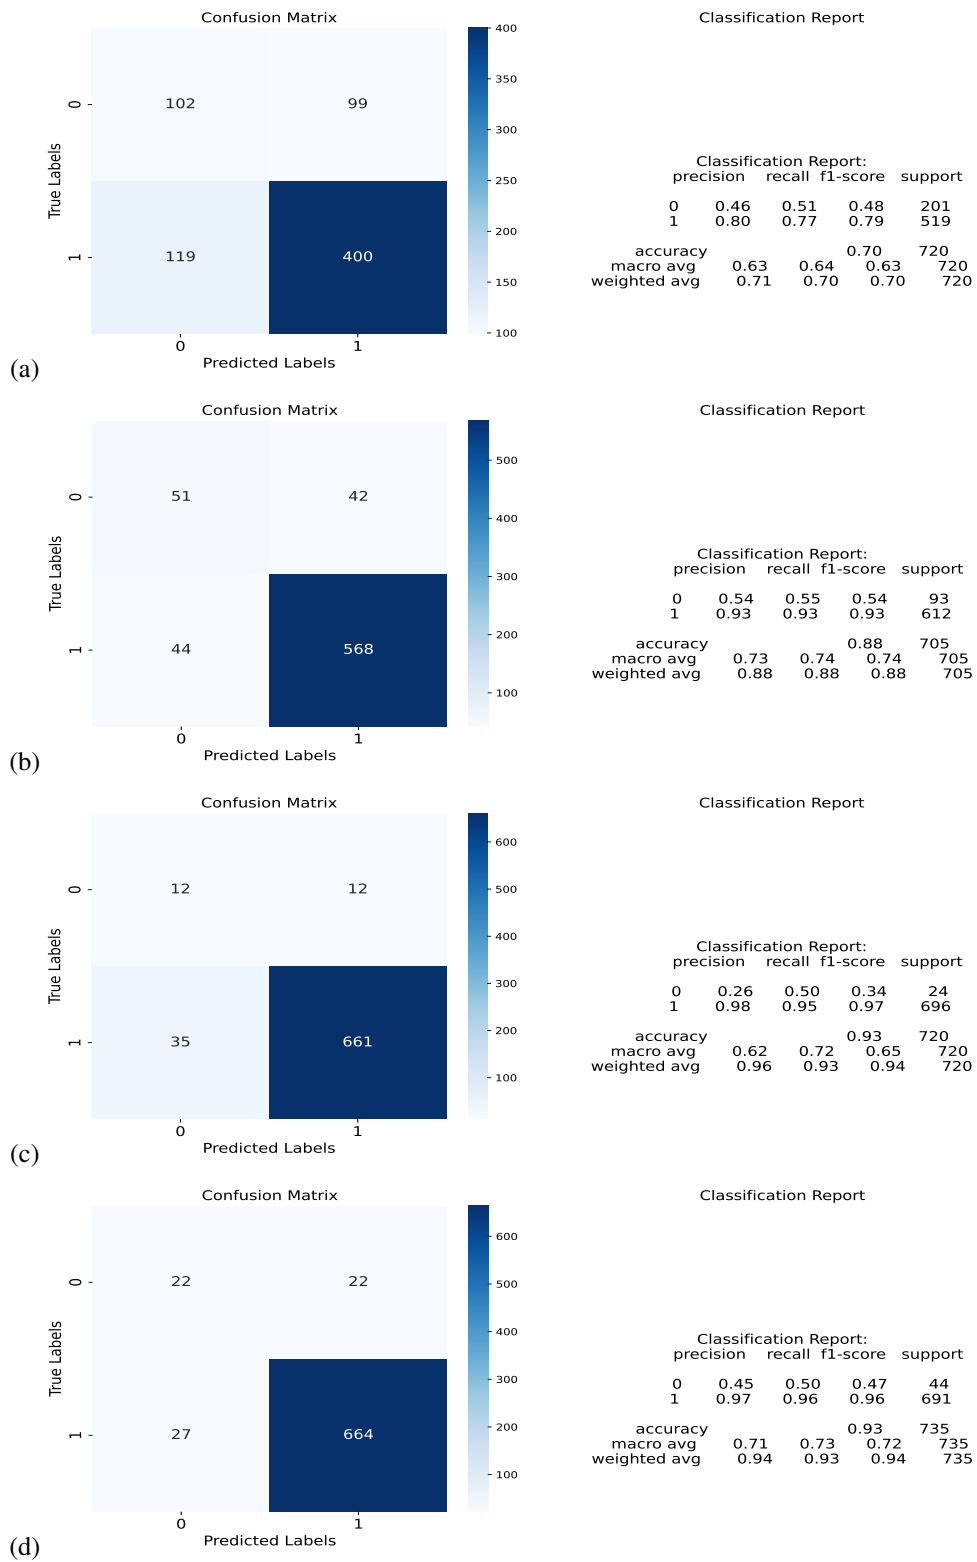 Confusion Matrix
Classification Report
400
350
300
250
200
150
100
0
1
True Labels
102 99
119 400
0 1
Predicted Labels
Classification Report:
precision recall f1-score support
0 0.46 0.51 0.48 201
1 0.80 0.77 0.79 519
accuracy 0.70 720
macro avg 0.63 0.64 0.63 720
weighted avg 0.71 0.70 0.70 720
(a)
Confusion Matrix
Classification Report
500
400
300
200
100
0
1
True Labels
51 42
44 568
0 1
Predicted Labels
Classification Report:
precision recall f1-score support
0 0.54 0.55 0.54 93
1 0.93 0.93 0.93 612
accuracy 0.88 705
macro avg 0.73 0.74 0.74 705
weighted avg 0.88 0.88 0.88 705
(b)
Confusion Matrix
Classification Report
600
500
400
300
200
100
0
1
True Labels
12 12
35 661
0 1
Predicted Labels
Classification Report:
precision recall f1-score support
0 0.26 0.50 0.34 24
1 0.98 0.95 0.97 696
accuracy 0.93 720
macro avg 0.62 0.72 0.65 720
weighted avg 0.96 0.93 0.94 720
(c)
Confusion Matrix
Classification Report
600
500
400
300
200
100
0
1
True Labels
22 22
27 664
0 1
Predicted Labels
Classification Report:
precision recall f1-score support
0 0.45 0.50 0.47 44
1 0.97 0.96 0.96 691
accuracy 0.93 735
macro avg 0.71 0.73 0.72 735
weighted avg 0.94 0.93 0.94 735
(d)